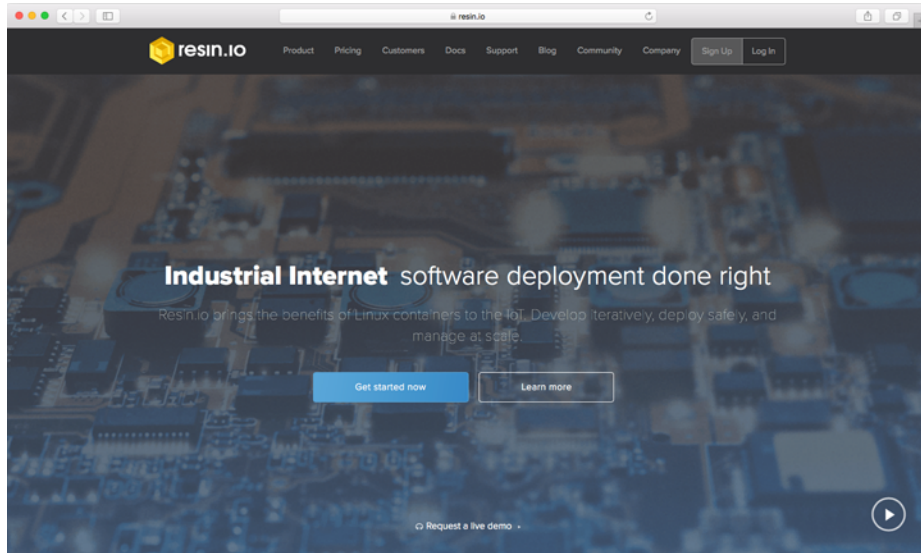 resin.io
resin.io
Product Pricing Customers Docs Support Blog Community Company Sign Up Log In
Industrial Internet software deployment done right
Resin.io brings the benefits of Linux containers to the IoT. Develop iteratively, deploy safely, and
manage at scale.
Get started now Learn more
Request a live demo